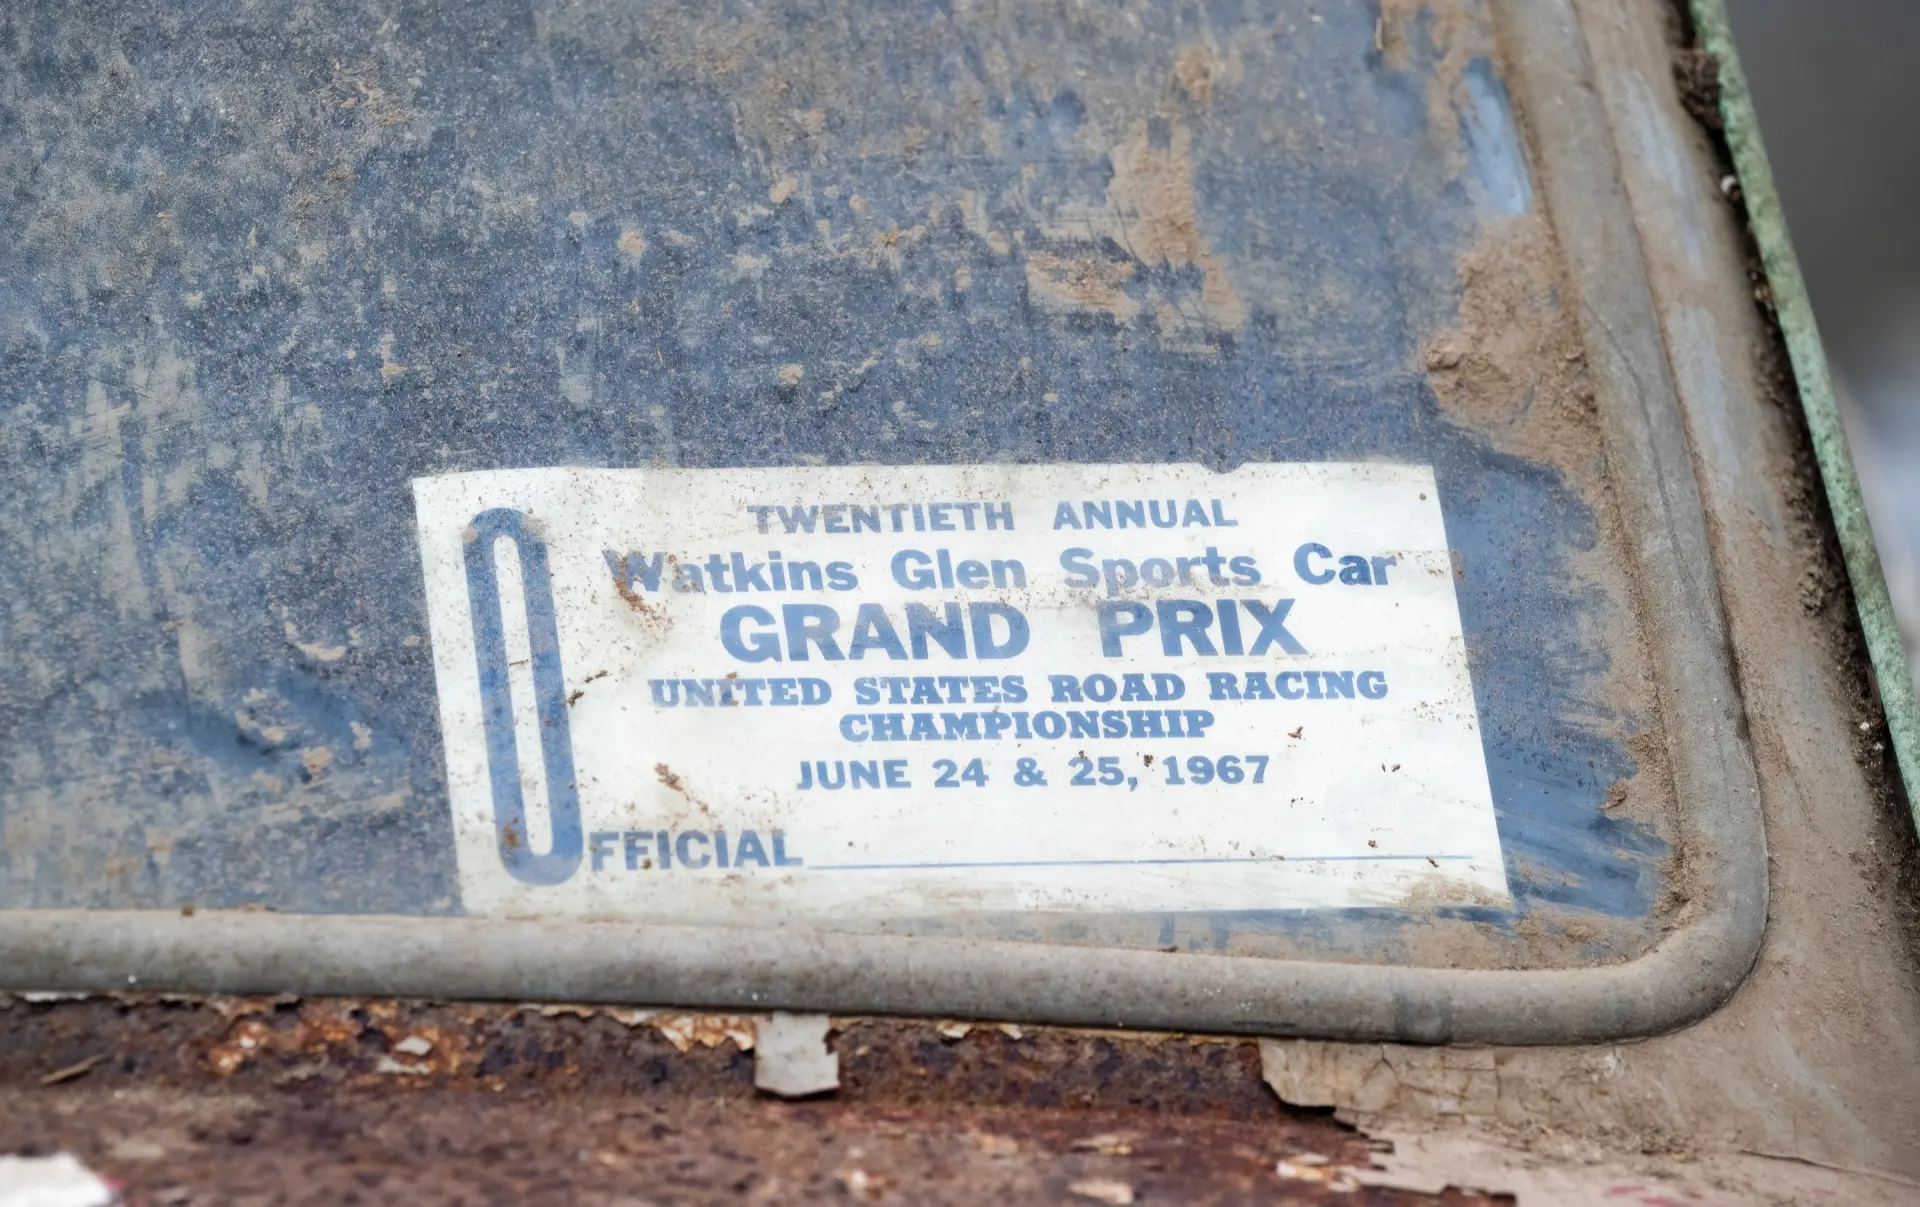 TWENTIETH ANNUAL
Watkins Glen Sports Car
GRAND PRIX
UNITED STATES ROAD RACING
CHAMPIONSHIP
JUNE 24 & 25, 1967
OFFICIAL